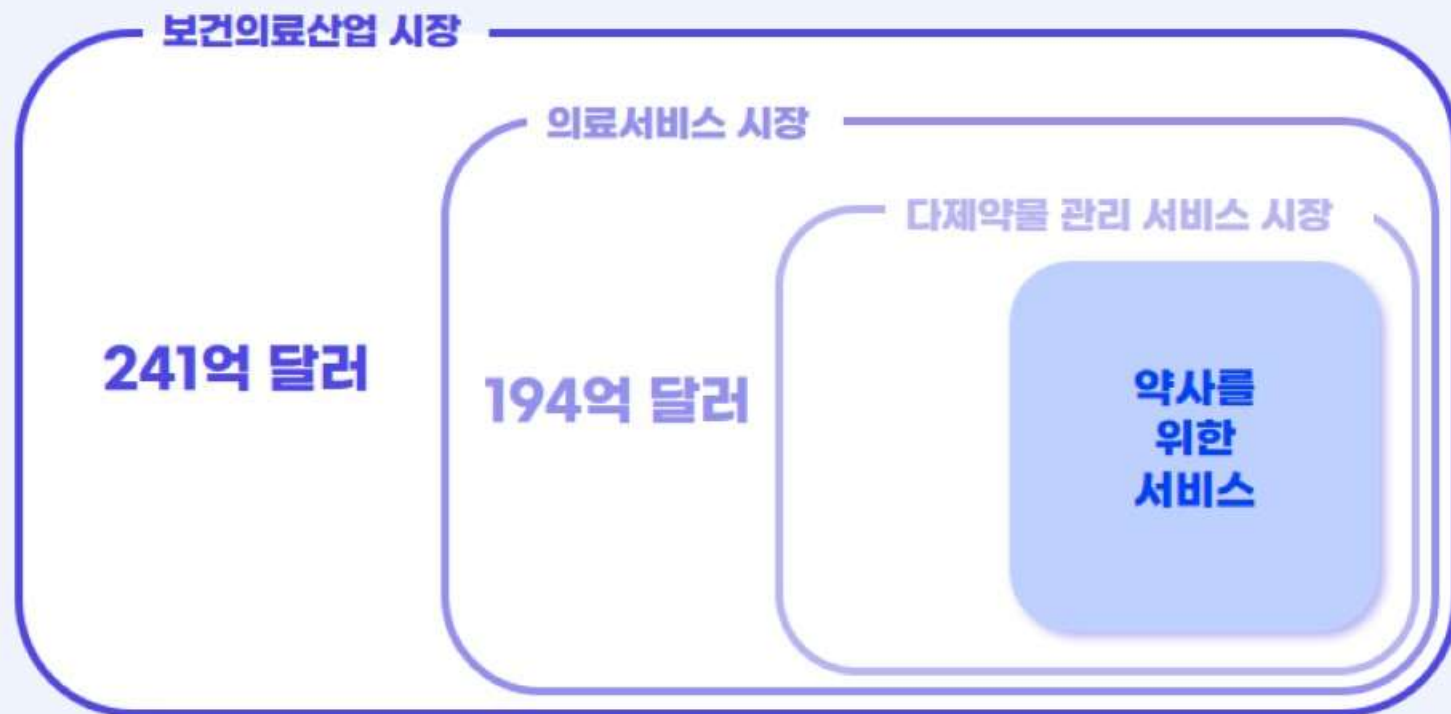 보건의료산업 시장
의료서비스 시장
다제약물 관리 서비스 시장
241억 달러
194억 달러
약사를
위한
서비스